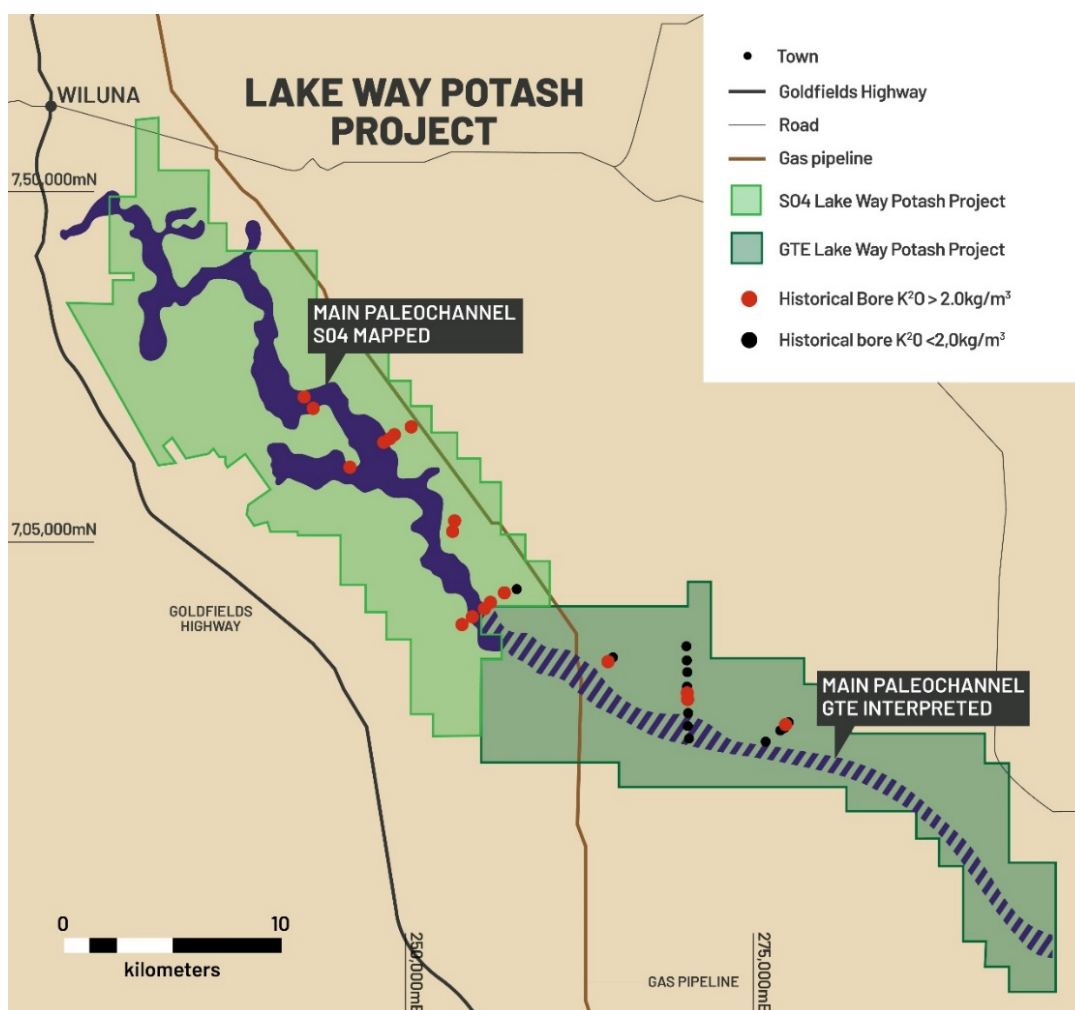 WILUNA
LAKE WAY POTASH
PROJECT
Town
Goldfields Highway
Road
Gas pipeline
SO4 Lake Way Potash Project
GTE Lake Way Potash Project
Historical Bore K²O > 2.0kg/m³
Historical bore K²O <2,0kg/m³
7,50,000mN
MAIN PALEOCHANNEL
SO4 MAPPED
7,05,000mN
GOLDFIELDS
HIGHWAY
MAIN PALEOCHANNEL
GTE INTERPRETED
0 10
kilometers
250,000mE
275,000mE
GAS PIPELINE